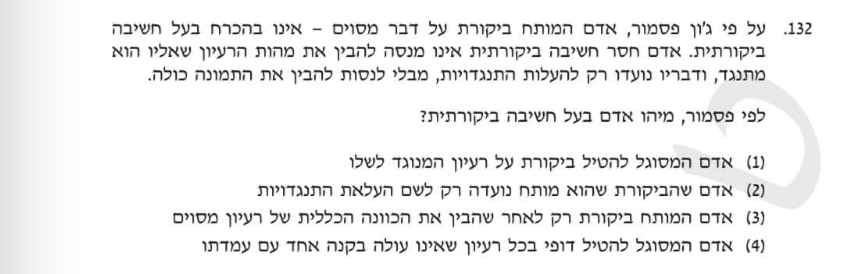 132. על פי ג'ון פסמור, אדם המותח ביקורת על דבר מסוים – אינו בהכרח בעל חשיבה
ביקורתית. אדם חסר חשיבה ביקורתית אינו מנסה להבין את מהות הרעיון שאליו הוא
מתנגד, ודבריו נועדו רק להעלות התנגדויות, מבלי לנסות להבין את התמונה כולה.
לפי פסמור, מיהו אדם בעל חשיבה ביקורתית?
(1) אדם המסוגל להטיל ביקורת על רעיון המנוגד לשלו
(2) אדם שהביקורת שהוא מותח נועדה רק לשם העלאת התנגדויות
(3) אדם המותח ביקורת רק לאחר שהבין את הכוונה הכללית של רעיון מסוים
(4) אדם המסוגל להטיל דופי בכל רעיון שאינו עולה בקנה אחד עם עמדתו